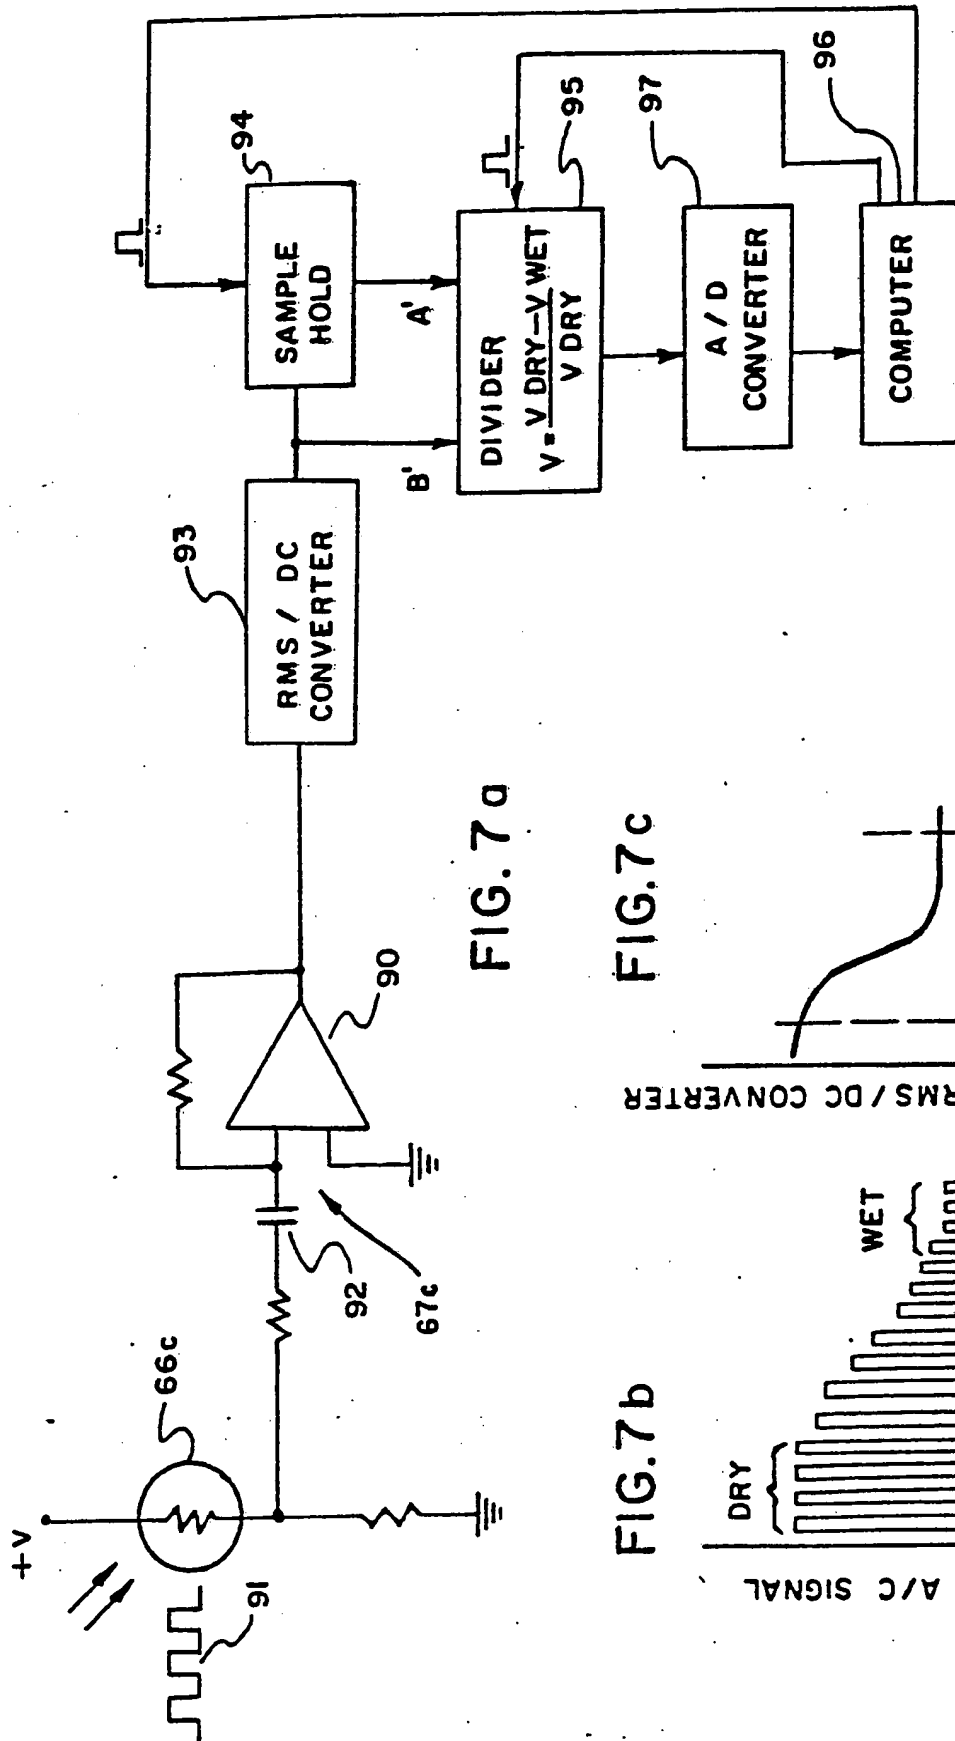 +V
66c
91
92
67c
90
93
RMS / DC
CONVERTER
94
SAMPLE
HOLD
B'
A'
DIVIDER
V = V DRY – V WET
V DRY
95
97
A / D
CONVERTER
96
COMPUTER
FIG. 7a
FIG. 7b
A/C SIGNAL
DRY
WET
FIG. 7c
RMS / DC CONVERTER